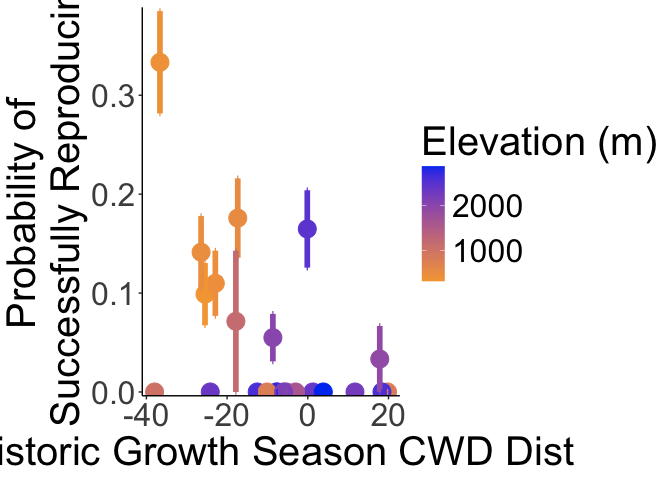 Probability of
Successfully Reproducin
0.3
0.2
0.1
0.0
-40 -20 0 20
istoric Growth Season CWD Dist
Elevation (m)
2000
1000